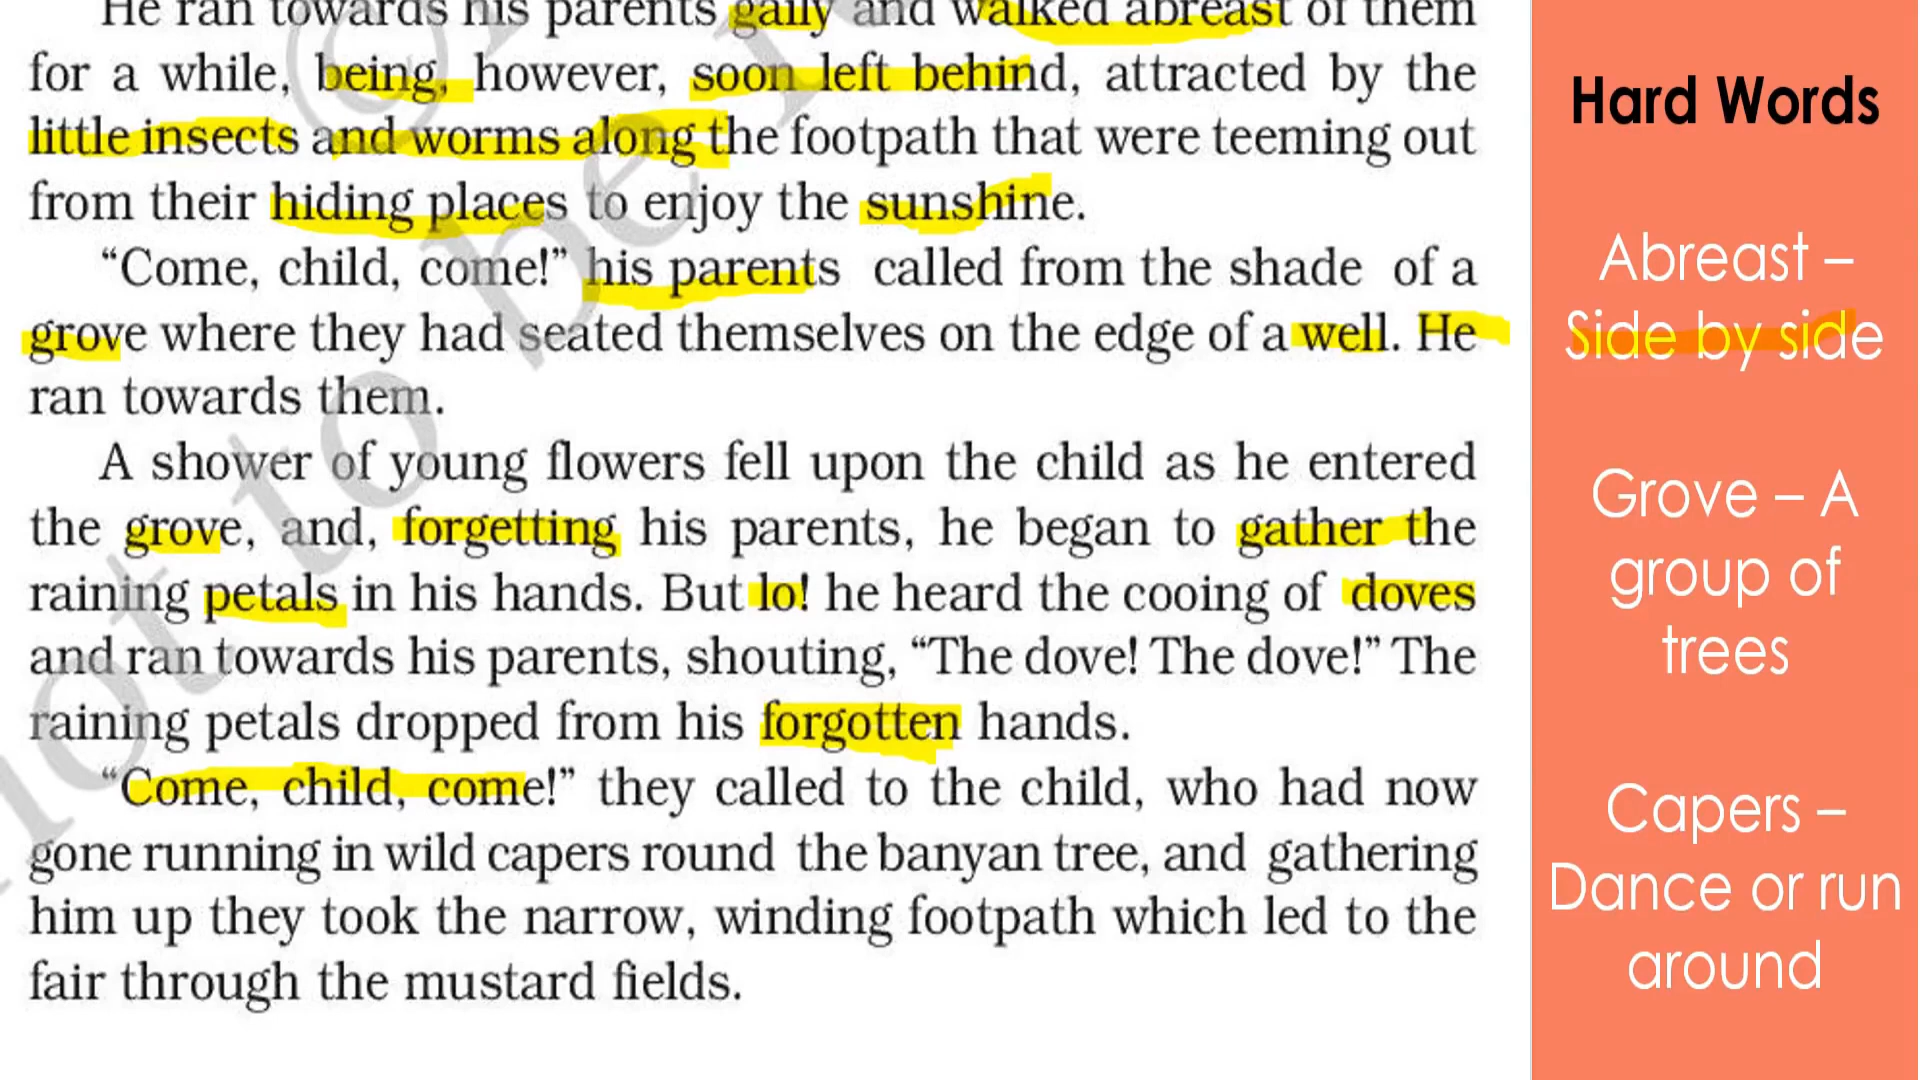 He ran towards his parents gaily and walked abreast of them
for a while, being, however, soon left behind, attracted by the
little insects and worms along the footpath that were teeming out
from their hiding places to enjoy the sunshine.
“Come, child, come!” his parents called from the shade of a
grove where they had seated themselves on the edge of a well. He
ran towards them.
A shower of young flowers fell upon the child as he entered
the grove, and, forgetting his parents, he began to gather the
raining petals in his hands. But lo! he heard the cooing of doves
and ran towards his parents, shouting, “The dove! The dove!” The
raining petals dropped from his forgotten hands.
“Come, child, come!” they called to the child, who had now
gone running in wild capers round the banyan tree, and gathering
him up they took the narrow, winding footpath which led to the
fair through the mustard fields.
not to be
Hard Words
Abreast –
Side by side
Grove – A
group of
trees
Capers –
Dance or run
around